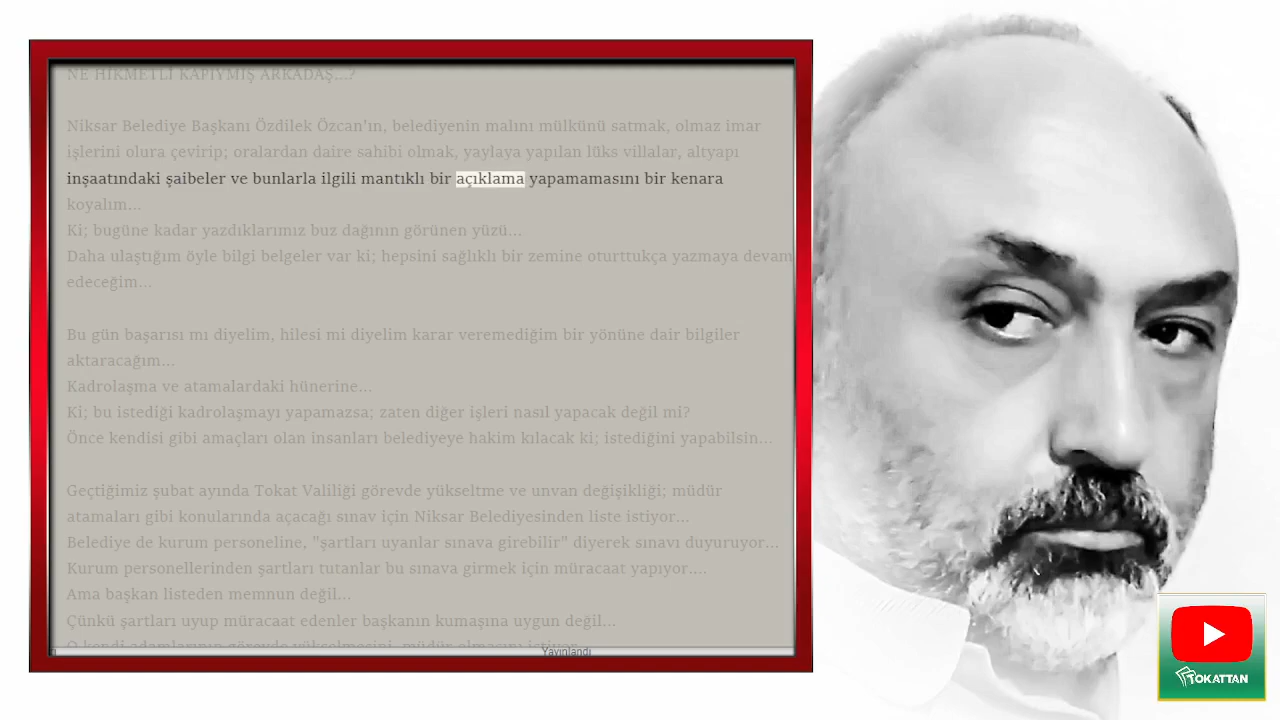 NE HİKMETLİ KAPIYMIŞ ARKADAŞ...?
Niksar Belediye Başkanı Özdilek Özcan'ın, belediyenin malını mülkünü satmak, olmaz imar
işlerini olura çevirip; oralardan daire sahibi olmak, yaylaya yapılan lüks villalar, altyapı
inşaatındaki şaibeler ve bunlarla ilgili mantıklı bir açıklama yapamamasını bir kenara
koyalım...
Ki; bugüne kadar yazdıklarımız buz dağının görünen yüzü...
Daha ulaştığım öyle bilgi belgeler var ki; hepsini sağlıklı bir zemine oturttukça yazmaya devam
edeceğim...
Bu gün başarısı mı diyelim, hilesi mi diyelim karar veremediğim bir yönüne dair bilgiler
aktaracağım...
Kadrolaşma ve atamalardaki hünerine...
Ki; bu istediği kadrolaşmayı yapamazsa; zaten diğer işleri nasıl yapacak değil mi?
Önce kendisi gibi amaçları olan insanları belediyeye hakim kılacak ki; istediğini yapabilsin...
Geçtiğimiz şubat ayında Tokat Valiliği görevde yükseltme ve unvan değişikliği; müdür
atamaları gibi konularında açacağı sınav için Niksar Belediyesinden liste istiyor...
Belediye de kurum personeline, "şartları uyanlar sınava girebilir" diyerek sınavı duyuruyor...
Kurum personellerinden şartları tutanlar bu sınava girmek için müracaat yapıyor....
Ama başkan listeden memnun değil...
Çünkü şartları uyup müracaat edenler başkanın kumaşına uygun değil...
O kendi adamlarının görevde yükselmesini, müdür olmasını istiyor
Yayınlandı
TOKATTAN